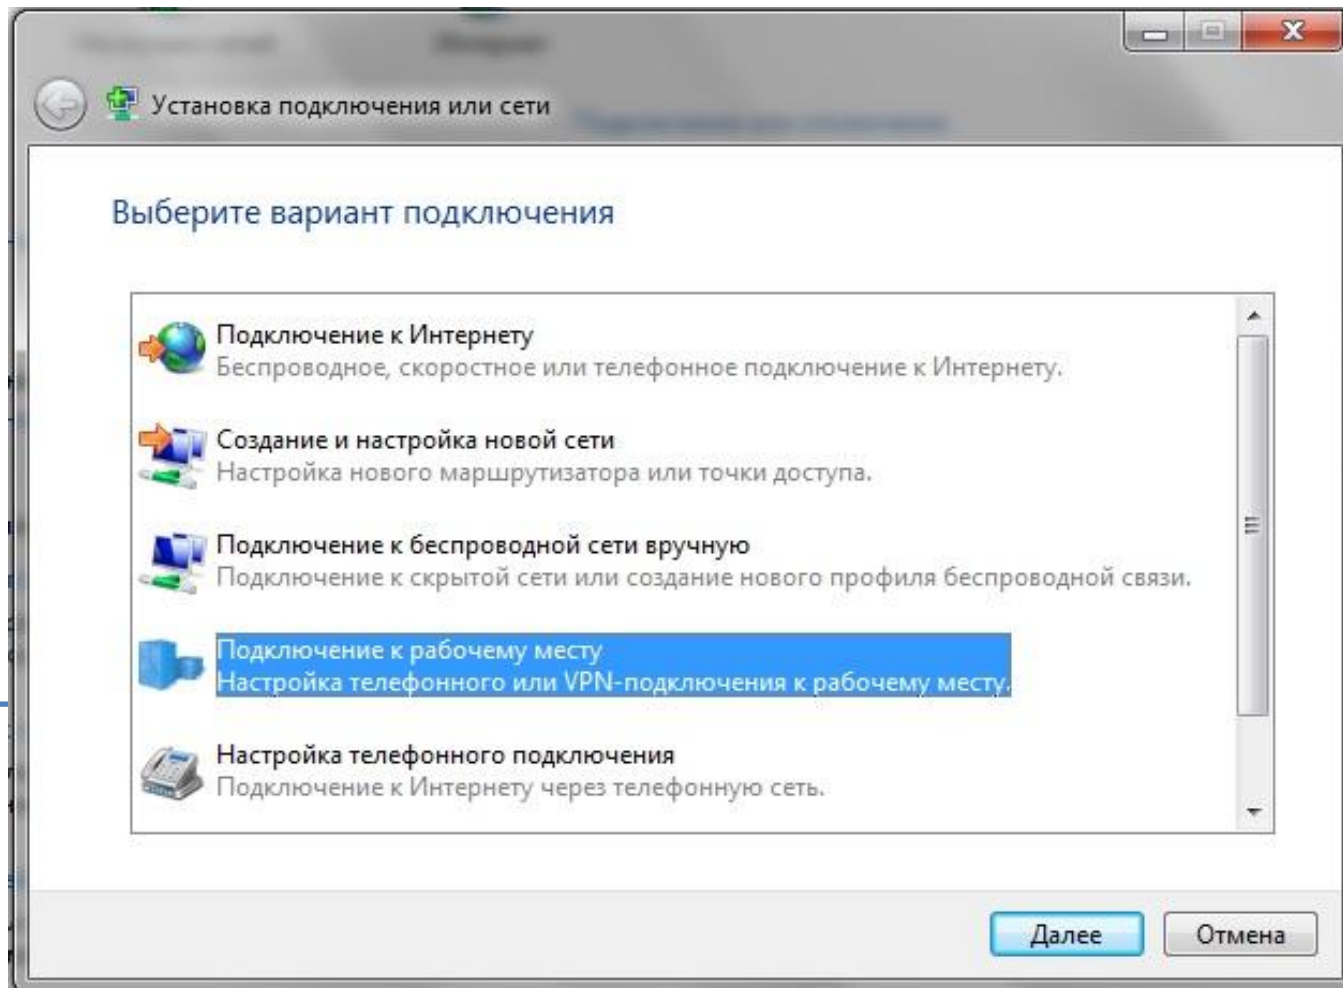 Установка подключения или сети
Выберите вариант подключения
Подключение к Интернету
Беспроводное, скоростное или телефонное подключение к Интернету.
Создание и настройка новой сети
Настройка нового маршрутизатора или точки доступа.
Подключение к беспроводной сети вручную
Подключение к скрытой сети или создание нового профиля беспроводной связи.
Подключение к рабочему месту
Настройка телефонного или VPN-подключения к рабочему месту.
Настройка телефонного подключения
Подключение к Интернету через телефонную сеть.
Далее
Отмена